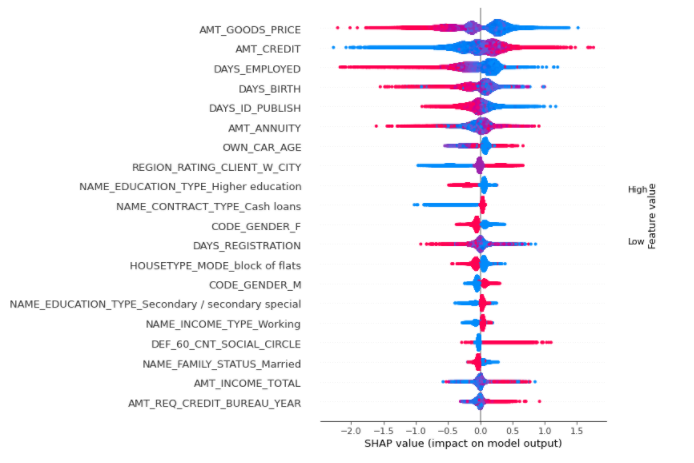 AMT_GOODS_PRICE
AMT_CREDIT
DAYS_EMPLOYED
DAYS_BIRTH
DAYS_ID_PUBLISH
AMT_ANNUITY
OWN_CAR_AGE
REGION_RATING_CLIENT_W_CITY
NAME_EDUCATION_TYPE_Higher education
NAME_CONTRACT_TYPE_Cash loans
CODE_GENDER_F
DAYS_REGISTRATION
HOUSETYPE_MODE_block of flats
CODE_GENDER_M
NAME_EDUCATION_TYPE_Secondary / secondary special
NAME_INCOME_TYPE_Working
DEF_60_CNT_SOCIAL_CIRCLE
NAME_FAMILY_STATUS_Married
AMT_INCOME_TOTAL
AMT_REQ_CREDIT_BUREAU_YEAR
−2.0 −1.5 −1.0 −0.5 0.0 0.5 1.0 1.5
SHAP value (impact on model output)
High
Low
Feature value